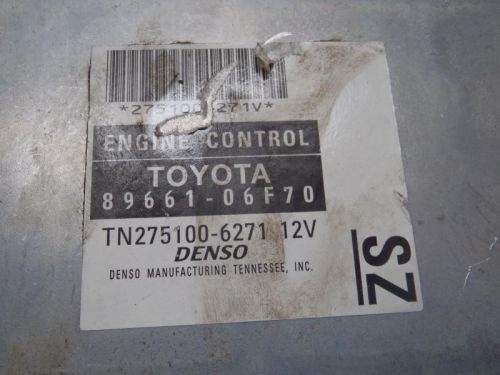 *275100 6271V*
ENGINE CONTROL
TOYOTA
89661-06F70
TN275100-6271 12V
DENSO
DENSO MANUFACTURING TENNESSEE, INC.
SZ